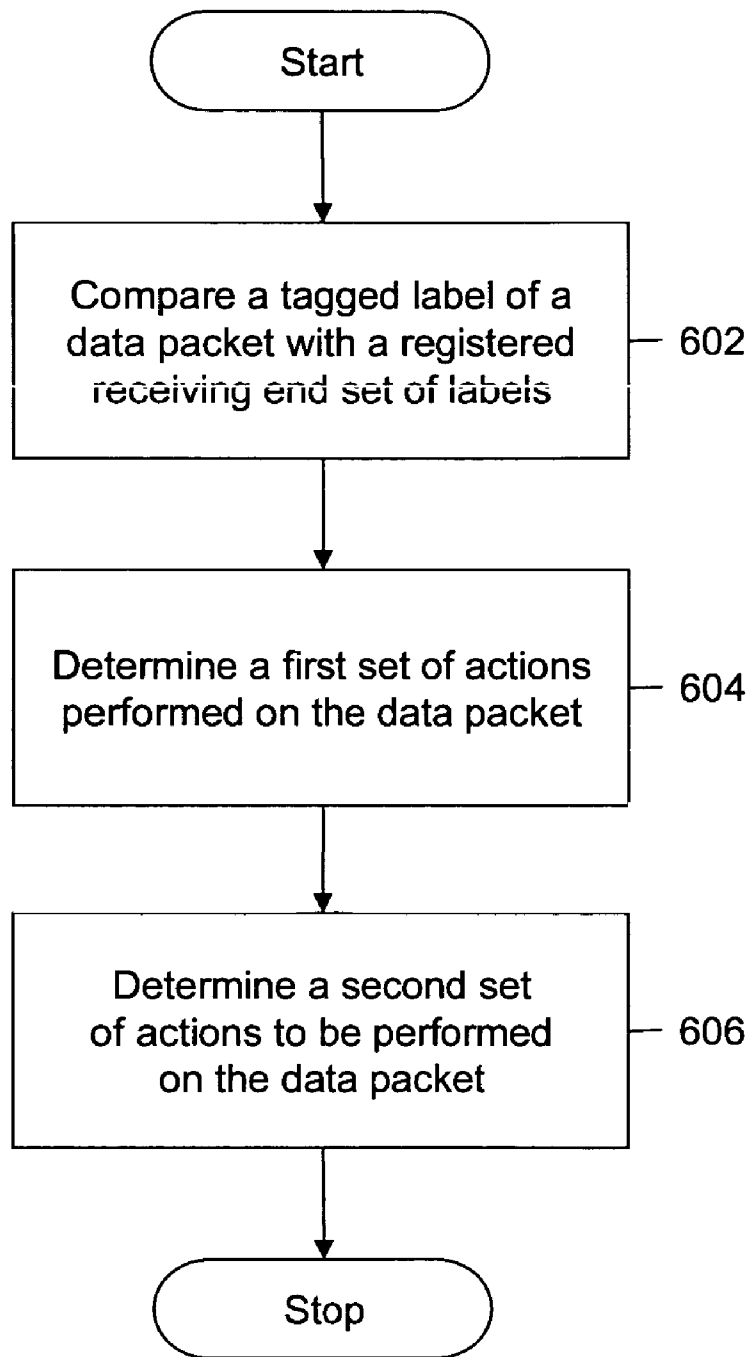 Start
Compare a tagged label of a
data packet with a registered
receiving end set of labels
602
Determine a first set of actions
performed on the data packet
604
Determine a second set
of actions to be performed
on the data packet
606
Stop